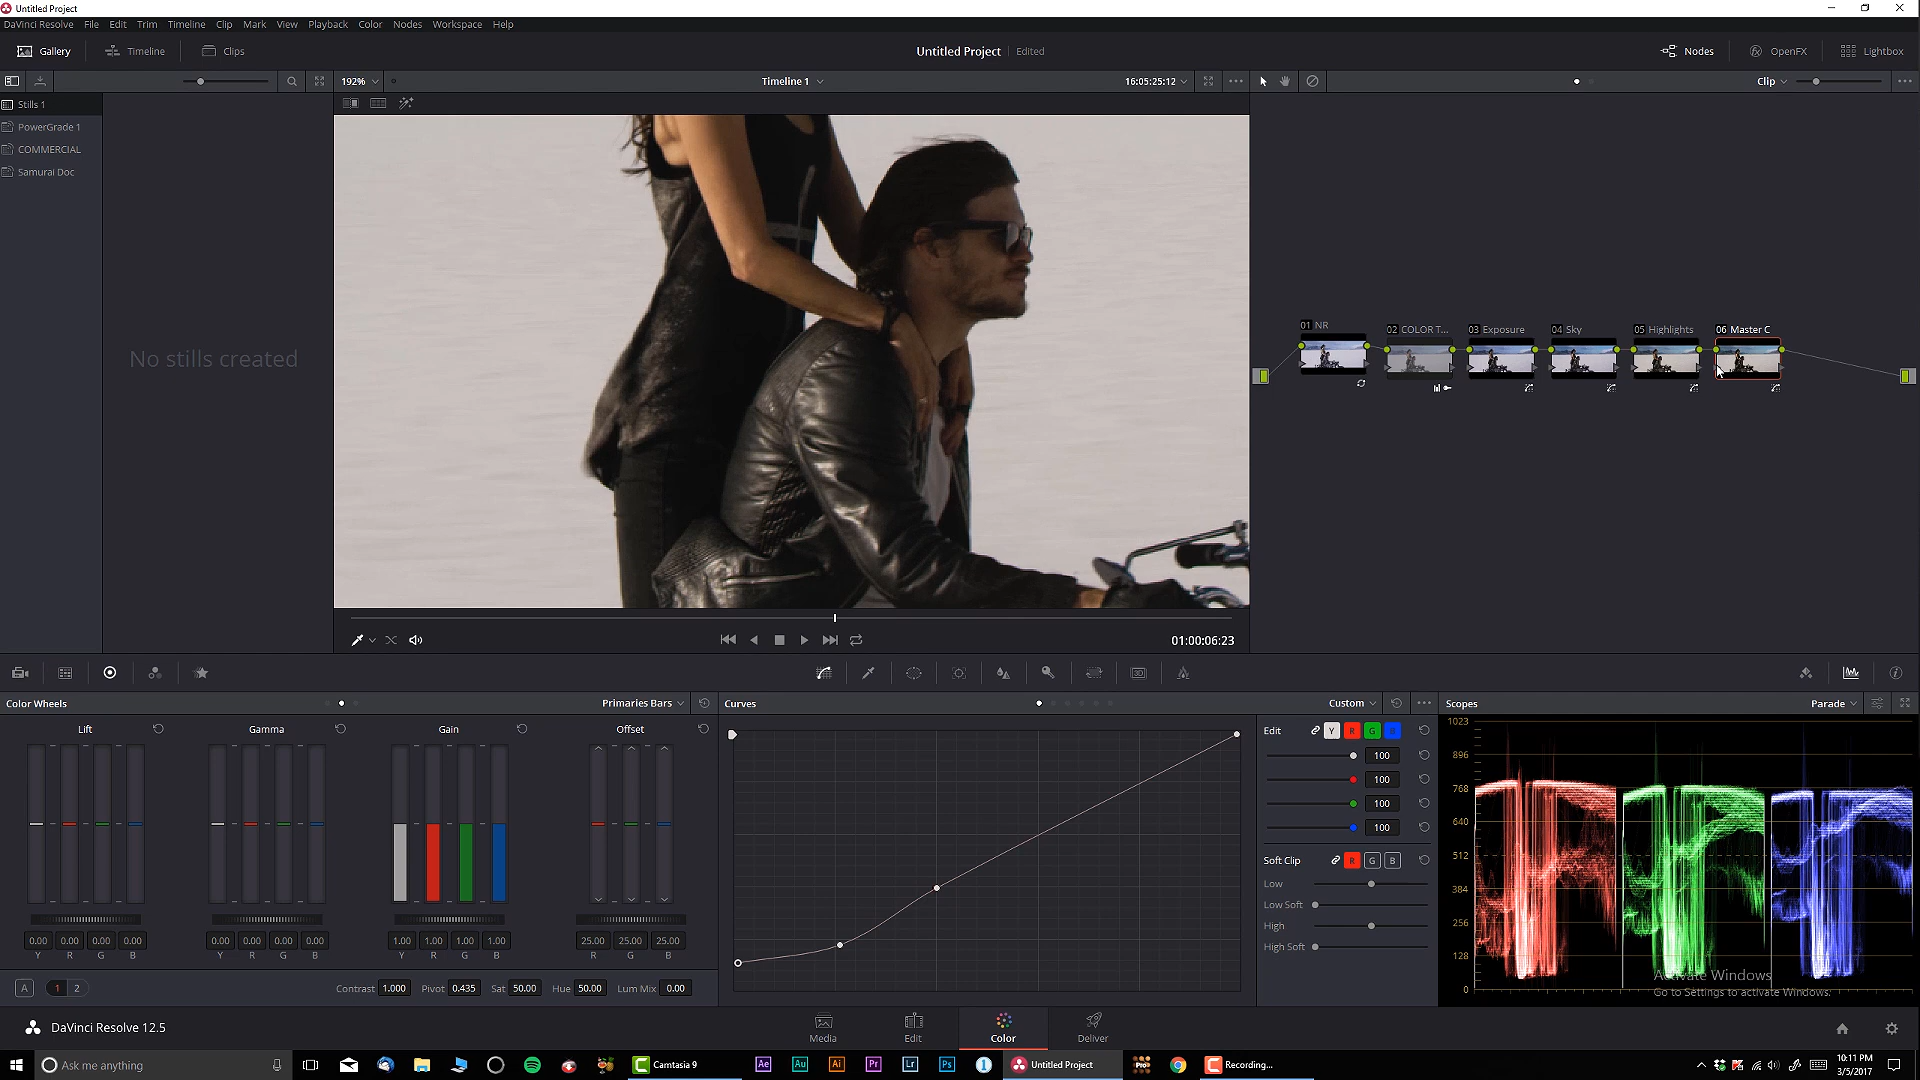 Untitled Project
DaVinci Resolve File Edit Trim Timeline Clip Mark View Playback Color Nodes Workspace Help
Gallery Timeline Clips Untitled Project Edited Nodes OpenFX Lightbox
192% Timeline 1 16:05:25:12 Clip
Stills 1
PowerGrade 1
COMMERCIAL
Samurai Doc
No stills created
01 NR 02 COLOR T... 03 Exposure 04 Sky 05 Highlights 06 Master C
01:00:06:23
Color Wheels Primaries Bars Curves Custom Scopes Parade
Lift Gamma Gain Offset
Edit Y R G B
100
100
100
100
Soft Clip R G B
Low
Low Soft
High
High Soft
1023
896
768
640
512
384
256
128
0
0.00 0.00 0.00 0.00 0.00 0.00 0.00 0.00 1.00 1.00 1.00 1.00 25.00 25.00 25.00
Y R G B Y R G B Y R G B R G B
A 1 2 Contrast 1.000 Pivot 0.435 Sat 50.00 Hue 50.00 Lum Mix 0.00
Activate Windows
Go to Settings to activate Windows.
DaVinci Resolve 12.5 Media Edit Color Deliver
Ask me anything Camtasia 9 Ae Au Ai Pr Lr Ps Untitled Project Recording... 10:11 PM
3/5/2017